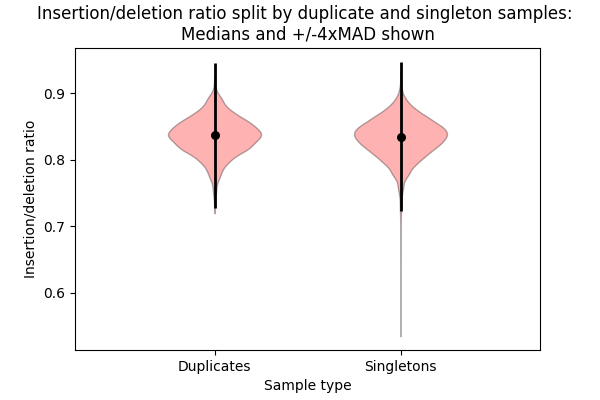 Insertion/deletion ratio split by duplicate and singleton samples:
Medians and +/-4xMAD shown
0.9
0.8
0.7
0.6
Insertion/deletion ratio
Duplicates
Singletons
Sample type